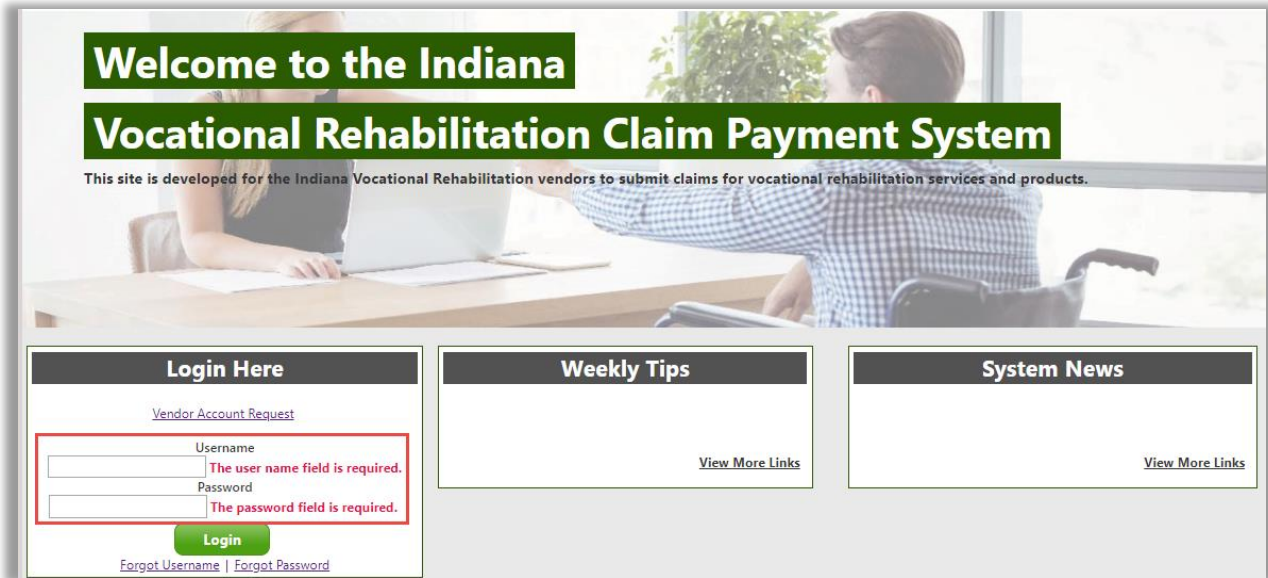 Welcome to the Indiana
Vocational Rehabilitation Claim Payment System
This site is developed for the Indiana Vocational Rehabilitation vendors to submit claims for vocational rehabilitation services and products.
Login Here
Vendor Account Request
Username
The user name field is required.
Password
The password field is required.
Login
Forgot Username | Forgot Password
Weekly Tips
View More Links
System News
View More Links